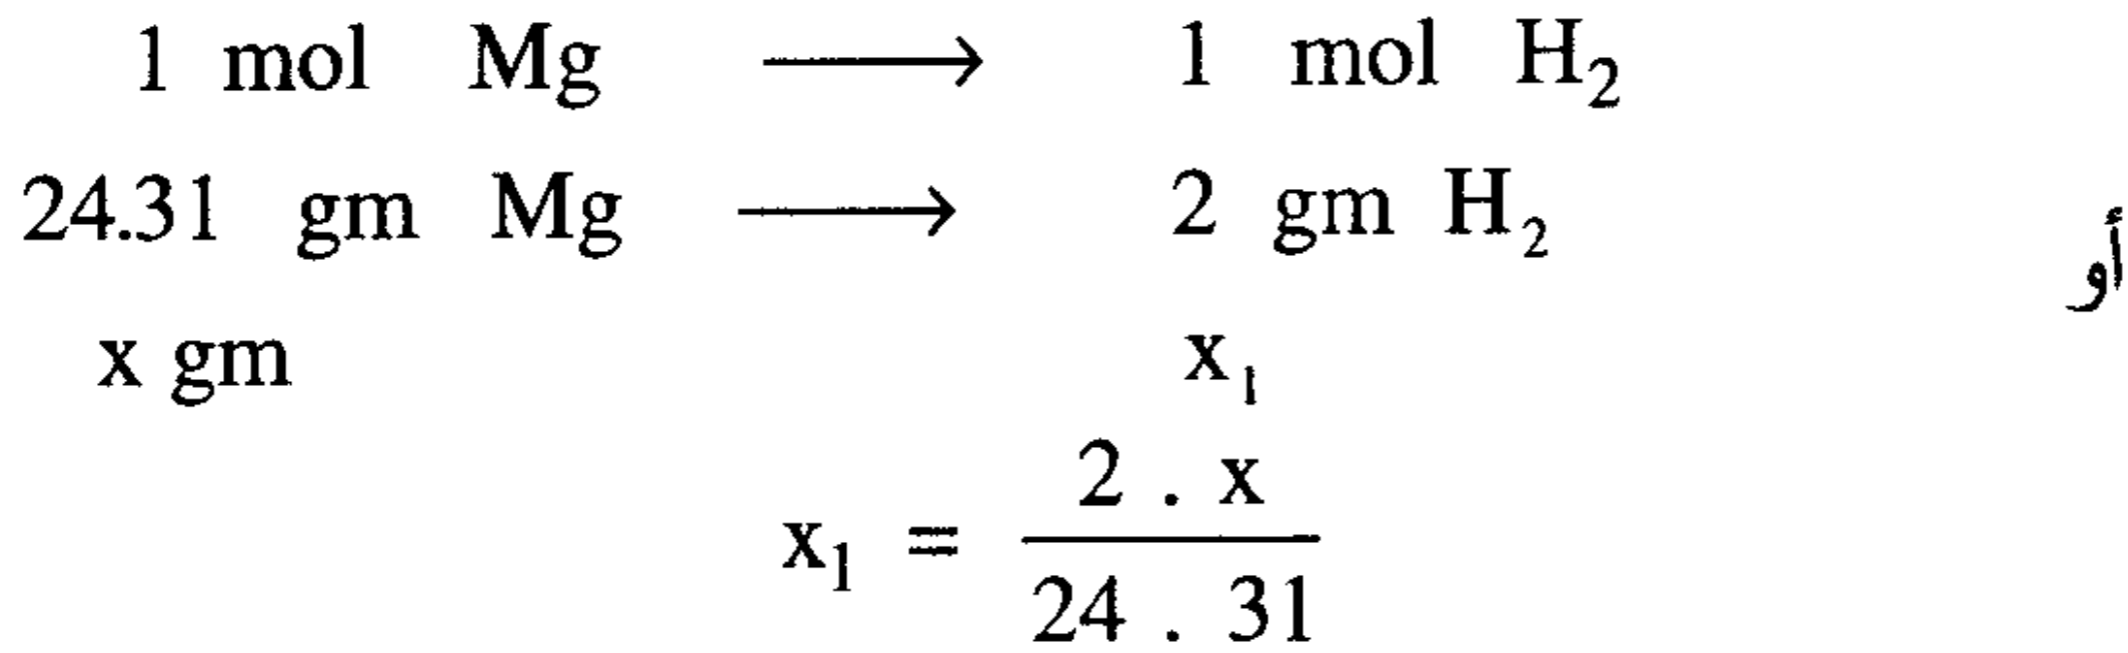 1 mol Mg ⟶ 1 mol H₂
24.31 gm Mg ⟶ 2 gm H₂ أو
x gm x₁
x₁ = (2 . x) / (24 . 31)